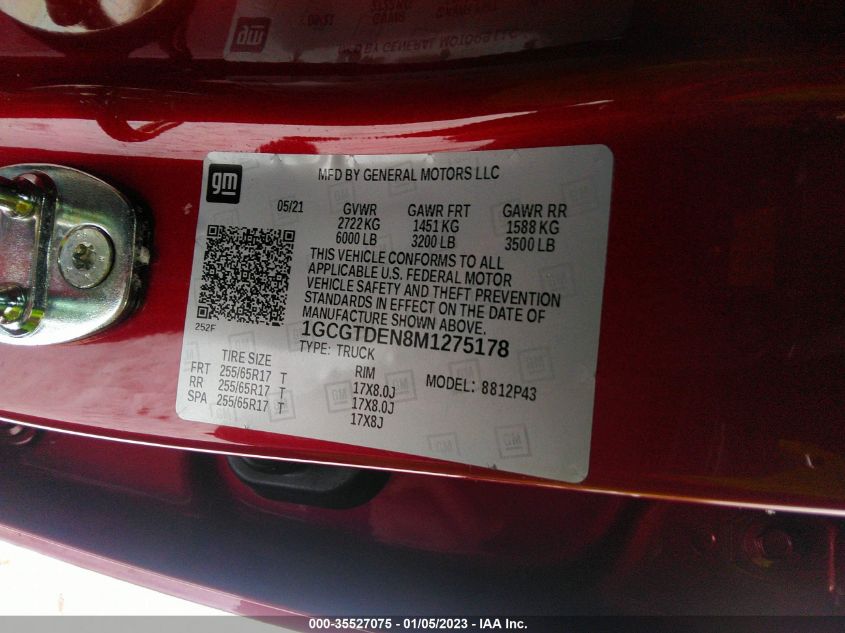 gm
MFD BY GENERAL MOTORS LLC
05/21 GVWR GAWR FRT GAWR RR
2722 KG 1451 KG 1588 KG
6000 LB 3200 LB 3500 LB
THIS VEHICLE CONFORMS TO ALL
APPLICABLE U.S. FEDERAL MOTOR
VEHICLE SAFETY AND THEFT PREVENTION
STANDARDS IN EFFECT ON THE DATE OF
MANUFACTURE SHOWN ABOVE.
252F
1GCGTDEN8M1275178
TYPE: TRUCK
TIRE SIZE RIM MODEL: 8812P43
FRT 255/65R17 T 17X8.0J
RR 255/65R17 T 17X8.0J
SPA 255/65R17 T 17X8J
000-35527075 - 01/05/2023 - IAA Inc.